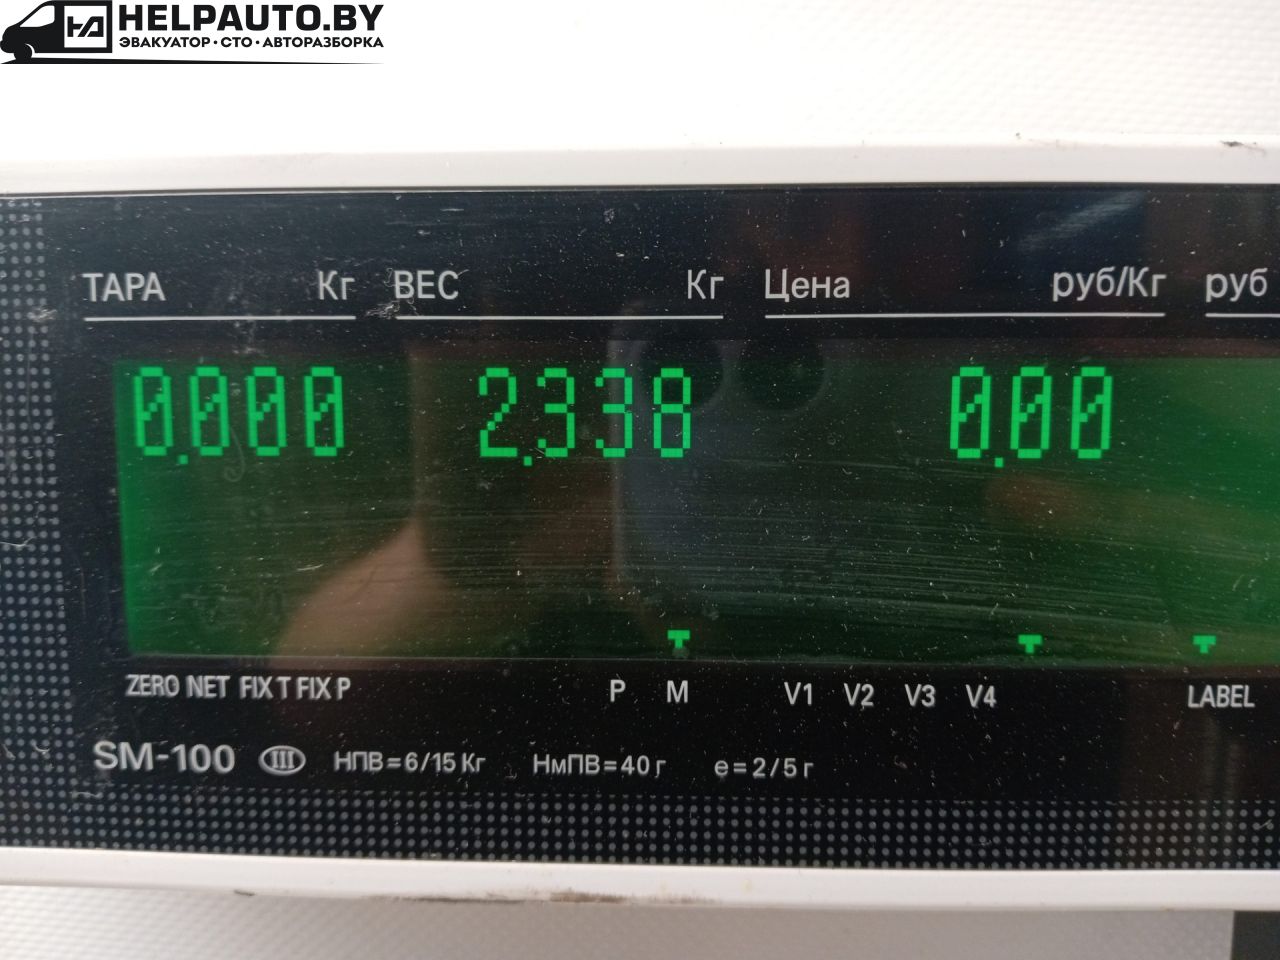 HELPAUTO.BY
ЭВАКУАТОР·СТО·АВТОРАЗБОРКА
ТАРА Кг ВЕС Кг Цена руб/Кг руб
0.000 2.338 0.00
ZERO NET FIX T FIX P P M V1 V2 V3 V4 LABEL
SM-100 III НПВ=6/15 Кг НмПВ=40 г e=2/5 г